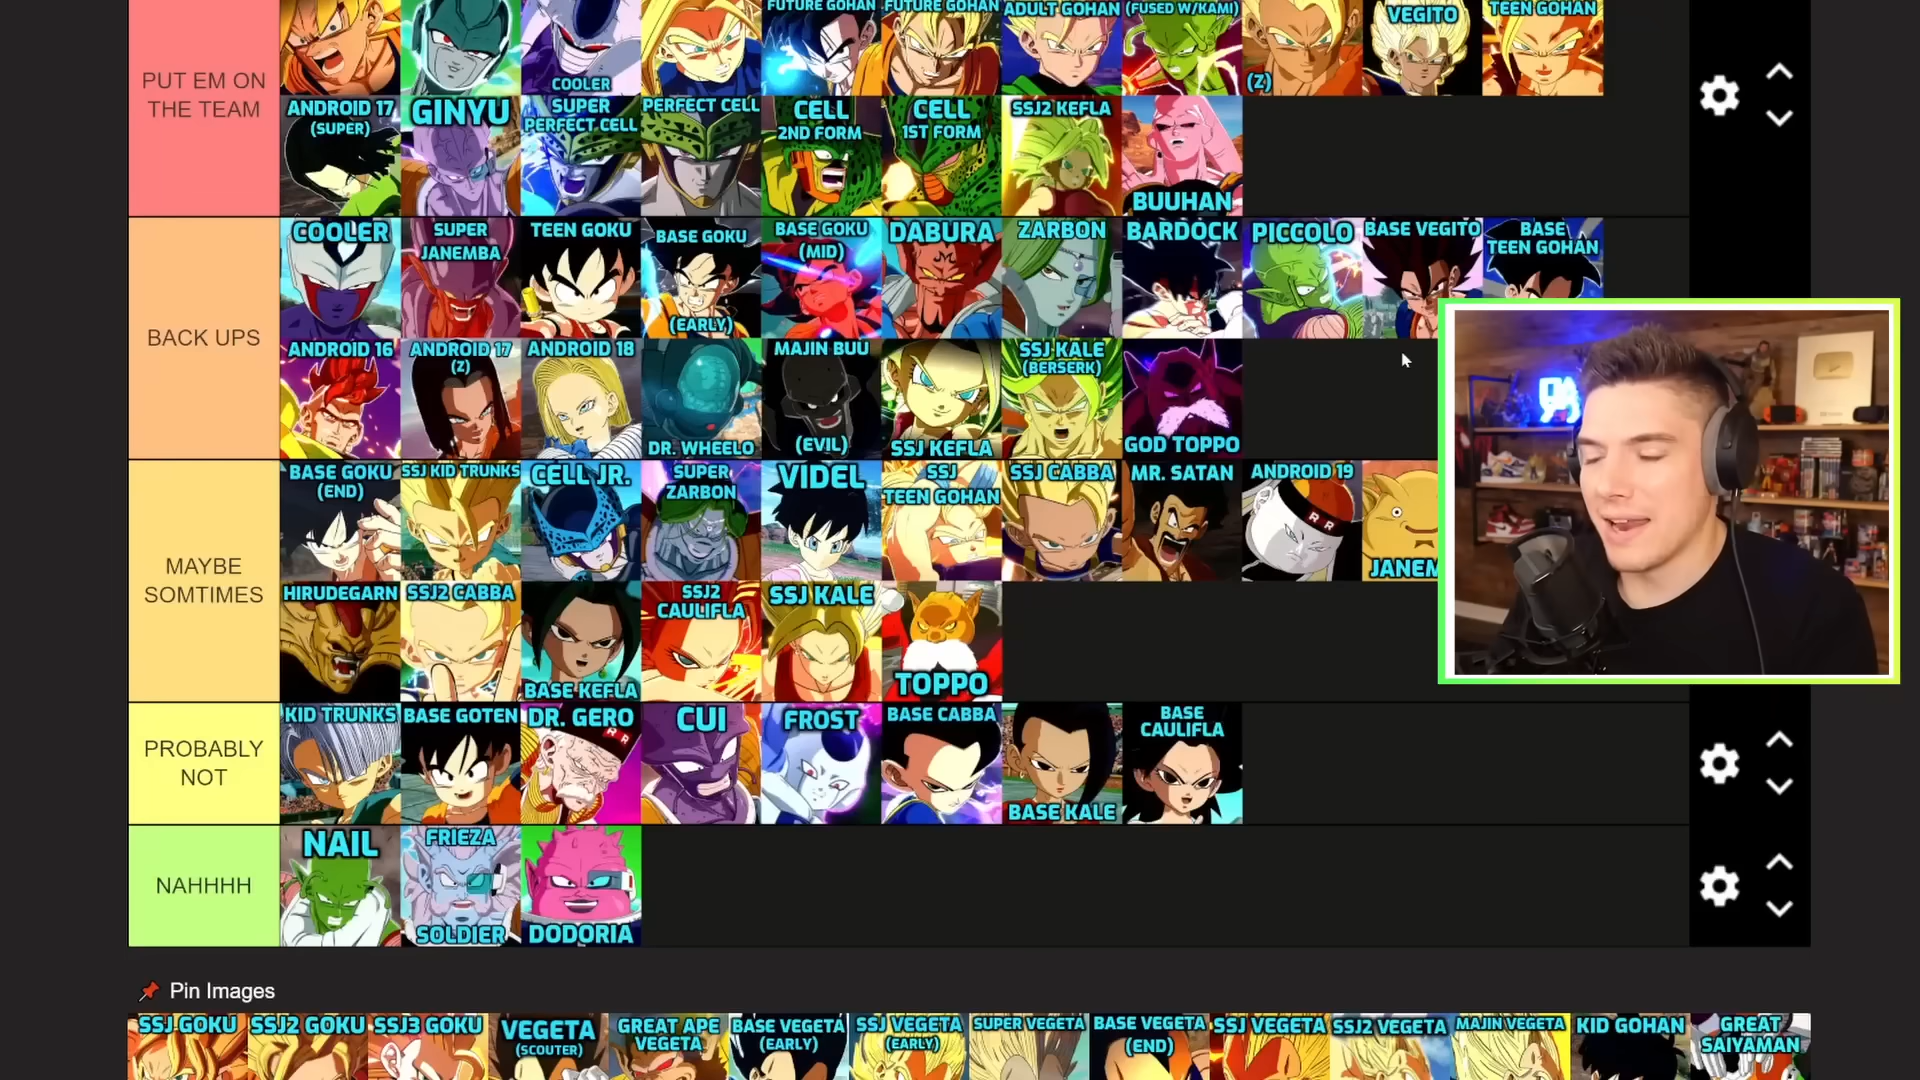 PUT EM ON
THE TEAM
COOLER
FUTURE GOHAN
FUTURE GOHAN
ADULT GOHAN
(FUSED W/KAMI)
(Z)
VEGITO
TEEN GOHAN
ANDROID 17
(SUPER)
GINYU
SUPER
PERFECT CELL
PERFECT CELL
CELL
2ND FORM
CELL
1ST FORM
SSJ2 KEFLA
BUUHAN
BACK UPS
COOLER
SUPER
JANEMBA
TEEN GOKU
BASE GOKU
(EARLY)
BASE GOKU
(MID)
DABURA
ZARBON
BARDOCK
PICCOLO
BASE VEGITO
BASE
TEEN GOHAN
ANDROID 16
ANDROID 17
(Z)
ANDROID 18
DR. WHEELO
MAJIN BUU
(EVIL)
SSJ KEFLA
SSJ KALE
(BERSERK)
GOD TOPPO
MAYBE
SOMTIMES
BASE GOKU
(END)
SSJ KID TRUNKS
CELL JR.
SUPER
ZARBON
VIDEL
SSJ
TEEN GOHAN
SSJ CABBA
MR. SATAN
ANDROID 19
RR
JANEM
HIRUDEGARN
SSJ2 CABBA
BASE KEFLA
SSJ2
CAULIFLA
SSJ KALE
TOPPO
PROBABLY
NOT
KID TRUNKS
BASE GOTEN
DR. GERO
RR
CUI
FROST
BASE CABBA
BASE KALE
BASE
CAULIFLA
NAHHHH
NAIL
FRIEZA
SOLDIER
DODORIA
Pin Images
SSJ GOKU
SSJ2 GOKU
SSJ3 GOKU
VEGETA
(SCOUTER)
GREAT APE
VEGETA
BASE VEGETA
(EARLY)
SSJ VEGETA
(EARLY)
SUPER VEGETA
BASE VEGETA
(END)
SSJ VEGETA
SSJ2 VEGETA
MAJIN VEGETA
KID GOHAN
GREAT
SAIYAMAN